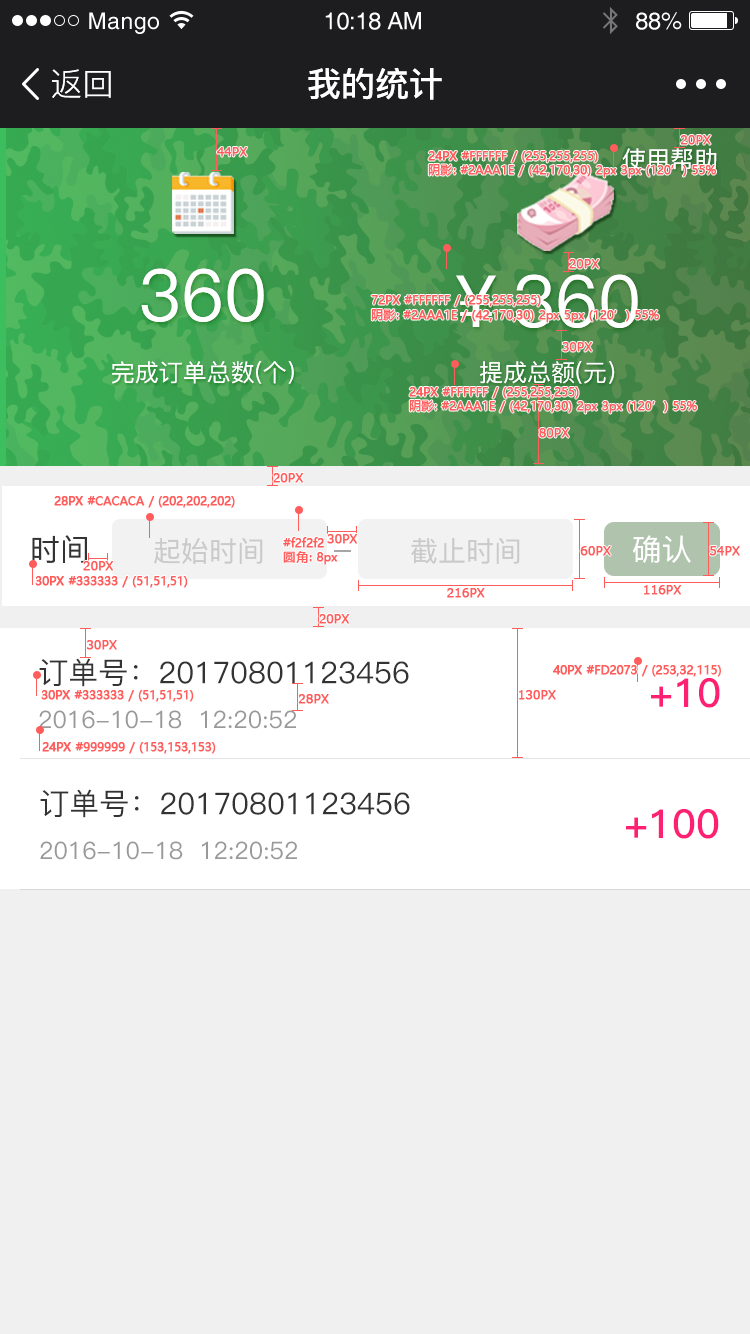 Mango 10:18 AM 88%
返回 我的统计
44PX
20PX
使用帮助
24PX #FFFFFF / (255,255,255)
阴影: #2AAA1E / (42,170,30) 2px 3px (120′) 55%
20PX
360
¥360
72PX #FFFFFF / (255,255,255)
阴影: #2AAA1E / (42,170,30) 2px 5px (120′) 55%
30PX
完成订单总数(个)
提成总额(元)
24PX #FFFFFF / (255,255,255)
阴影: #2AAA1E / (42,170,30) 2px 3px (120′) 55%
80PX
20PX
28PX #CACACA / (202,202,202)
时间
起始时间
#f2f2f2
圆角: 8px
30PX
截止时间
60PX
确认
54PX
20PX
30PX #333333 / (51,51,51)
216PX
116PX
20PX
30PX
订单号：20170801123456
40PX #FD2073 / (253,32,115)
+10
30PX #333333 / (51,51,51)
28PX
130PX
2016-10-18 12:20:52
24PX #999999 / (153,153,153)
订单号：20170801123456
+100
2016-10-18 12:20:52